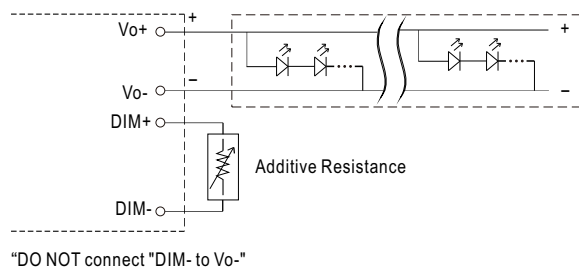 Vo+
+
+
Vo-
−
−
DIM+
Additive Resistance
DIM-
“DO NOT connect "DIM- to Vo-"